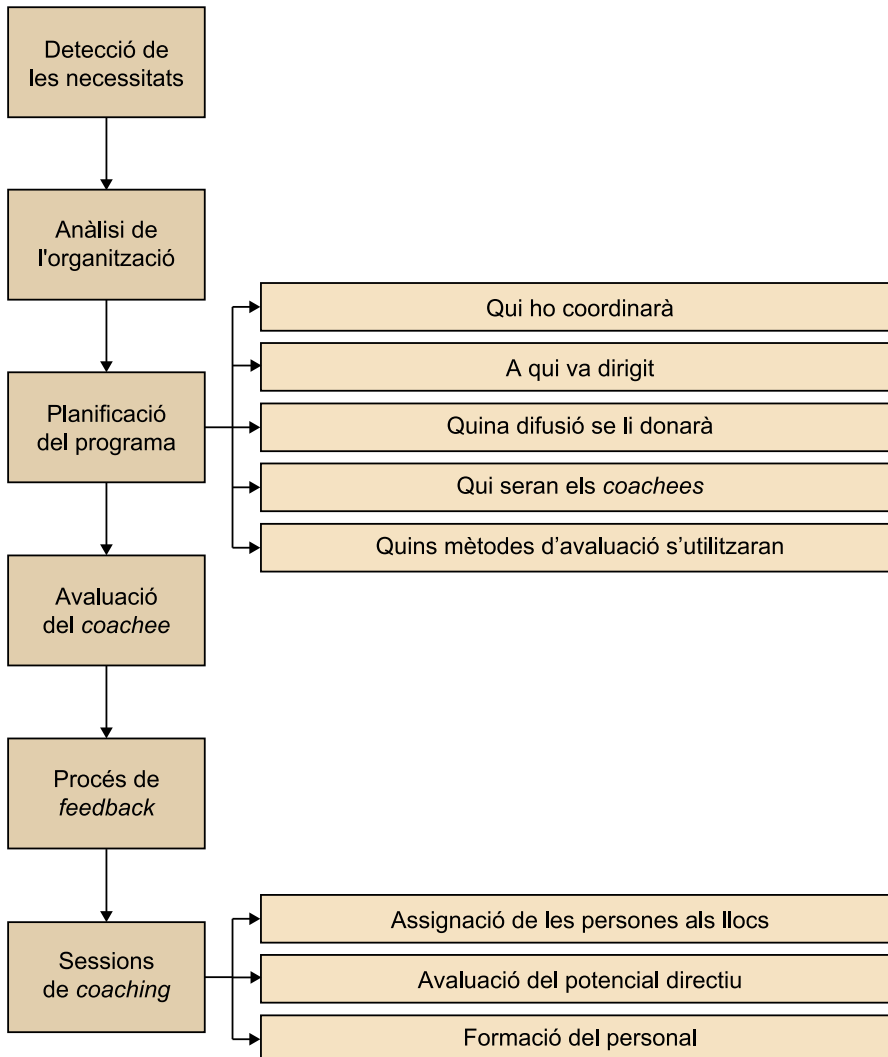 Detecció de
les necessitats
Anàlisi de
l'organització
Planificació
del programa
Qui ho coordinarà
A qui va dirigit
Quina difusió se li donarà
Qui seran els coachees
Quins mètodes d’avaluació s’utilitzaran
Avaluació
del coachee
Procés de
feedback
Sessions
de coaching
Assignació de les persones als llocs
Avaluació del potencial directiu
Formació del personal